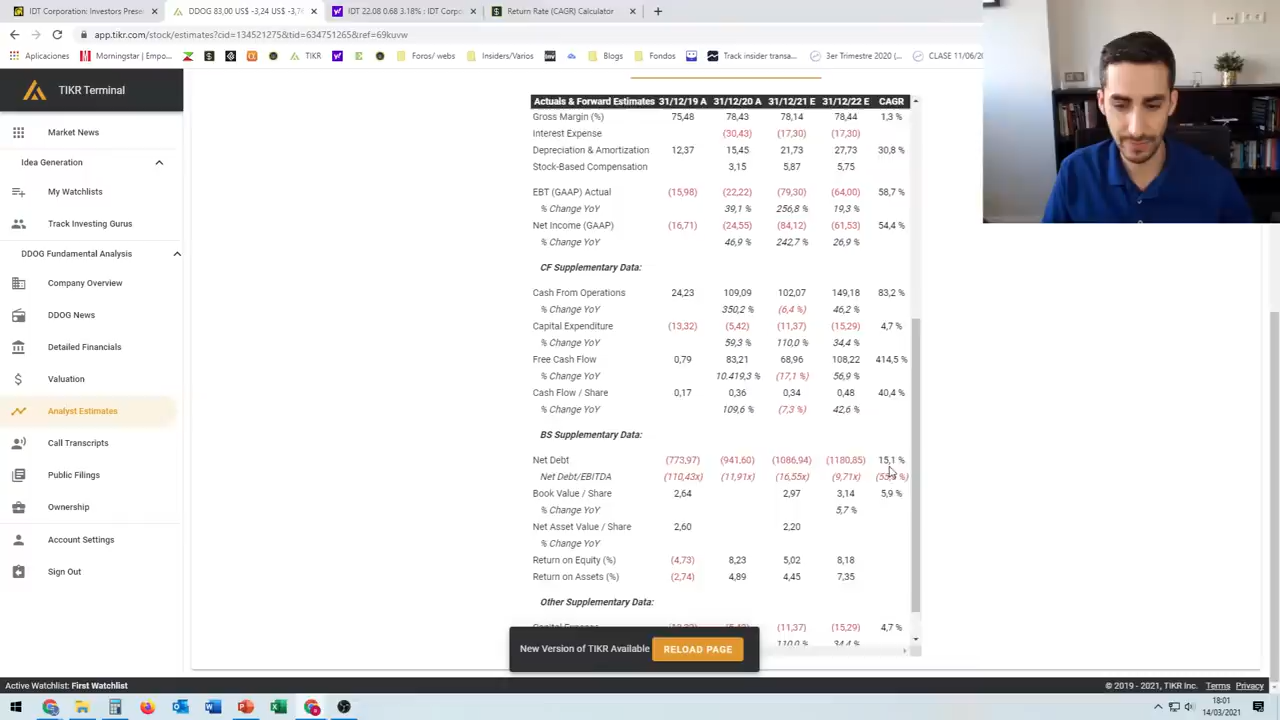 IDT Corporation: Investors Prese
DDOG 83,00 US$ -3,24 US$ -3,76
IDT 22.08 0.68 3.18% : IDT Corpo
Return Rate (CAGR) Calculator
app.tikr.com/stock/estimates?cid=134521275&tid=634751265&ref=69kuvw
Aplicaciones
Morningstar | Empo...
TIKR
Foros/ webs
Insiders/Varios
Blogs
Fondos
Track insider transa...
3er Trimestre 2020 (...
CLASE 11/06/20
TIKR Terminal
Market News
Idea Generation
My Watchlists
Track Investing Gurus
DDOG Fundamental Analysis
Company Overview
DDOG News
Detailed Financials
Valuation
Analyst Estimates
Call Transcripts
Public Filings
Ownership
Account Settings
Sign Out
Actuals & Forward Estimates 31/12/19 A 31/12/20 A 31/12/21 E 31/12/22 E CAGR
Gross Margin (%) 75,48 78,43 78,14 78,44 1,3 %
Interest Expense (30,43) (17,30) (17,30)
Depreciation & Amortization 12,37 15,45 21,73 27,73 30,8 %
Stock-Based Compensation 3,15 5,87 5,75
EBT (GAAP) Actual (15,98) (22,22) (79,30) (64,00) 58,7 %
% Change YoY 39,1 % 256,8 % 19,3 %
Net Income (GAAP) (16,71) (24,55) (84,12) (61,53) 54,4 %
% Change YoY 46,9 % 242,7 % 26,9 %
CF Supplementary Data:
Cash From Operations 24,23 109,09 102,07 149,18 83,2 %
% Change YoY 350,2 % (6,4 %) 46,2 %
Capital Expenditure (13,32) (5,42) (11,37) (15,29) 4,7 %
% Change YoY 59,3 % 110,0 % 34,4 %
Free Cash Flow 0,79 83,21 68,96 108,22 414,5 %
% Change YoY 10.419,3 % (17,1 %) 56,9 %
Cash Flow / Share 0,17 0,36 0,34 0,48 40,4 %
% Change YoY 109,6 % (7,3 %) 42,6 %
BS Supplementary Data:
Net Debt (773,97) (941,60) (1086,94) (1180,85) 15,1 %
Net Debt/EBITDA (110,43x) (11,91x) (16,55x) (9,71x)
Book Value / Share 2,64 2,97 3,14 5,9 %
% Change YoY 5,7 %
Net Asset Value / Share 2,60 2,20
% Change YoY
Return on Equity (%) (4,73) 8,23 5,02 8,18
Return on Assets (%) (2,74) 4,89 4,45 7,35
Other Supplementary Data:
(11,37) (15,29) 4,7 %
110,0 % 34,4 %
New Version of TIKR Available RELOAD PAGE
Active Watchlist: First Watchlist
© 2019 - 2021, TIKR Inc. Terms Privacy
18:01
14/03/2021